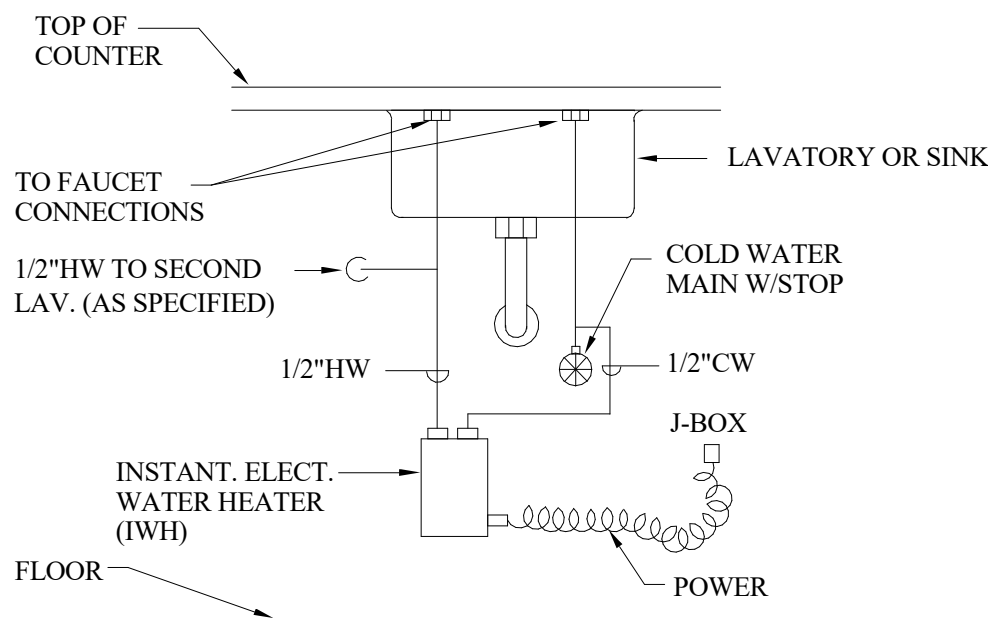 TOP OF
COUNTER
LAVATORY OR SINK
TO FAUCET
CONNECTIONS
1/2"HW TO SECOND
LAV. (AS SPECIFIED)
COLD WATER
MAIN W/STOP
1/2"HW
1/2"CW
J-BOX
INSTANT. ELECT.
WATER HEATER
(IWH)
FLOOR
POWER